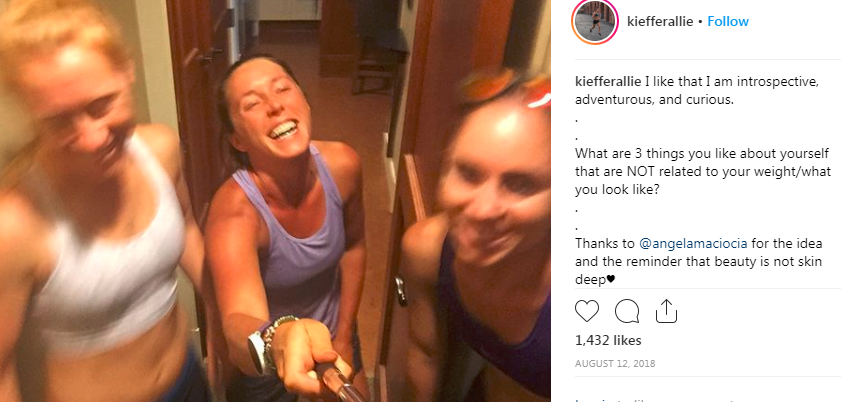 kiefferallie • Follow
kiefferallie I like that I am introspective,
adventurous, and curious.
.
.
What are 3 things you like about yourself
that are NOT related to your weight/what
you look like?
.
.
Thanks to @angelamaciocia for the idea
and the reminder that beauty is not skin
deep♥
1,432 likes
AUGUST 12, 2018